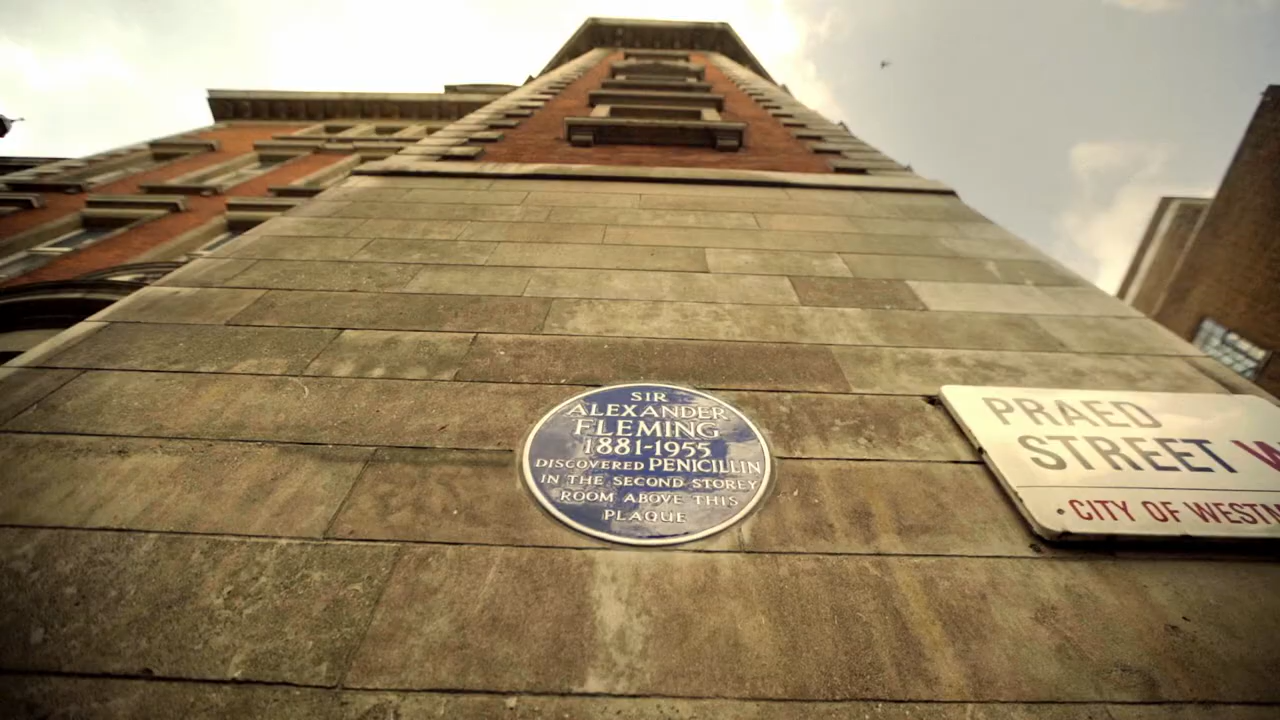 SIR
ALEXANDER
FLEMING
1881-1955
DISCOVERED PENICILLIN
IN THE SECOND STOREY
ROOM ABOVE THIS
PLAQUE
PRAED
STREET W
CITY OF WESTM